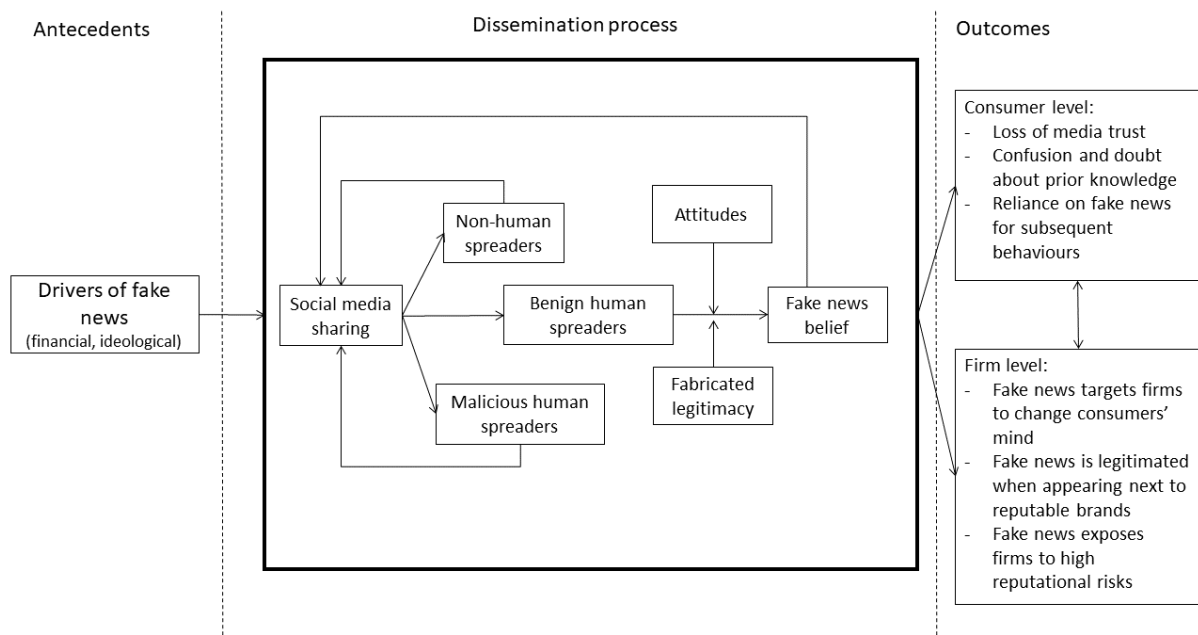 Antecedents
Dissemination process
Outcomes
Drivers of fake
news
(financial, ideological)
Social media
sharing
Non-human
spreaders
Benign human
spreaders
Malicious human
spreaders
Attitudes
Fabricated
legitimacy
Fake news
belief
Consumer level:
- Loss of media trust
- Confusion and doubt
about prior knowledge
- Reliance on fake news
for subsequent
behaviours
Firm level:
- Fake news targets firms
to change consumers’
mind
- Fake news is legitimated
when appearing next to
reputable brands
- Fake news exposes
firms to high
reputational risks